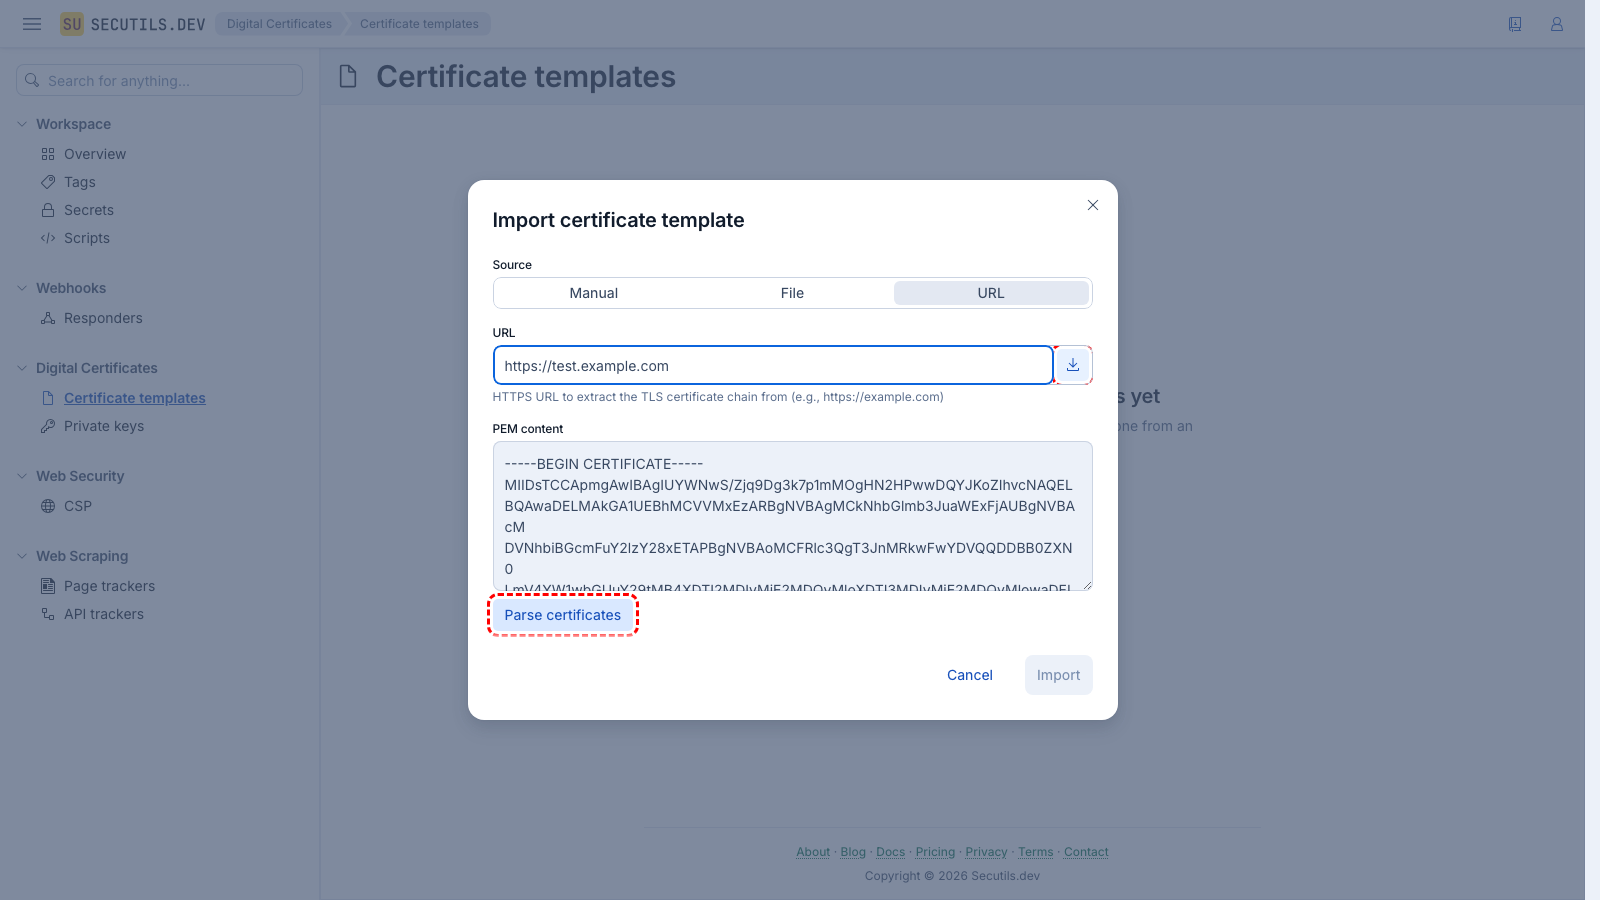 SU SECUTILS.DEV Digital Certificates Certificate templates
Search for anything...
Certificate templates
Workspace
Overview
Tags
Secrets
Scripts
Webhooks
Responders
Digital Certificates
Certificate templates
Private keys
Web Security
CSP
Web Scraping
Page trackers
API trackers
s yet
one from an
Import certificate template
Source
Manual File URL
URL
https://test.example.com
HTTPS URL to extract the TLS certificate chain from (e.g., https://example.com)
PEM content
-----BEGIN CERTIFICATE-----
MIIDsTCCApmgAwIBAgIUYWNwS/Zjq9Dg3k7p1mMOgHN2HPwwDQYJKoZIhvcNAQEL
BQAwaDELMAkGA1UEBhMCVVMxEzARBgNVBAgMCkNhbGlmb3JuaWExFjAUBgNVBA
cM
DVNhbiBGcmFuY2lzY28xETAPBgNVBAoMCFRlc3QgT3JnMRkwFwYDVQQDDBB0ZXN
0
Parse certificates
Cancel Import
About · Blog · Docs · Pricing · Privacy · Terms · Contact
Copyright © 2026 Secutils.dev